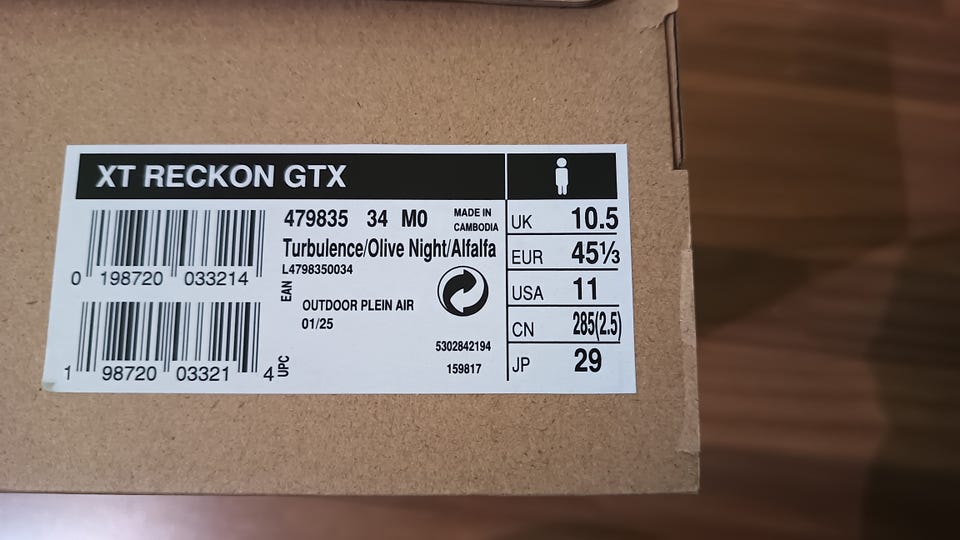 XT RECKON GTX
0 198720 033214
EAN
1 98720 03321 4
UPC
479835 34 M0
MADE IN
CAMBODIA
Turbulence/Olive Night/Alfalfa
L4798350034
OUTDOOR PLEIN AIR
01/25
5302842194
159817
UK 10.5
EUR 45⅓
USA 11
CN 285(2.5)
JP 29